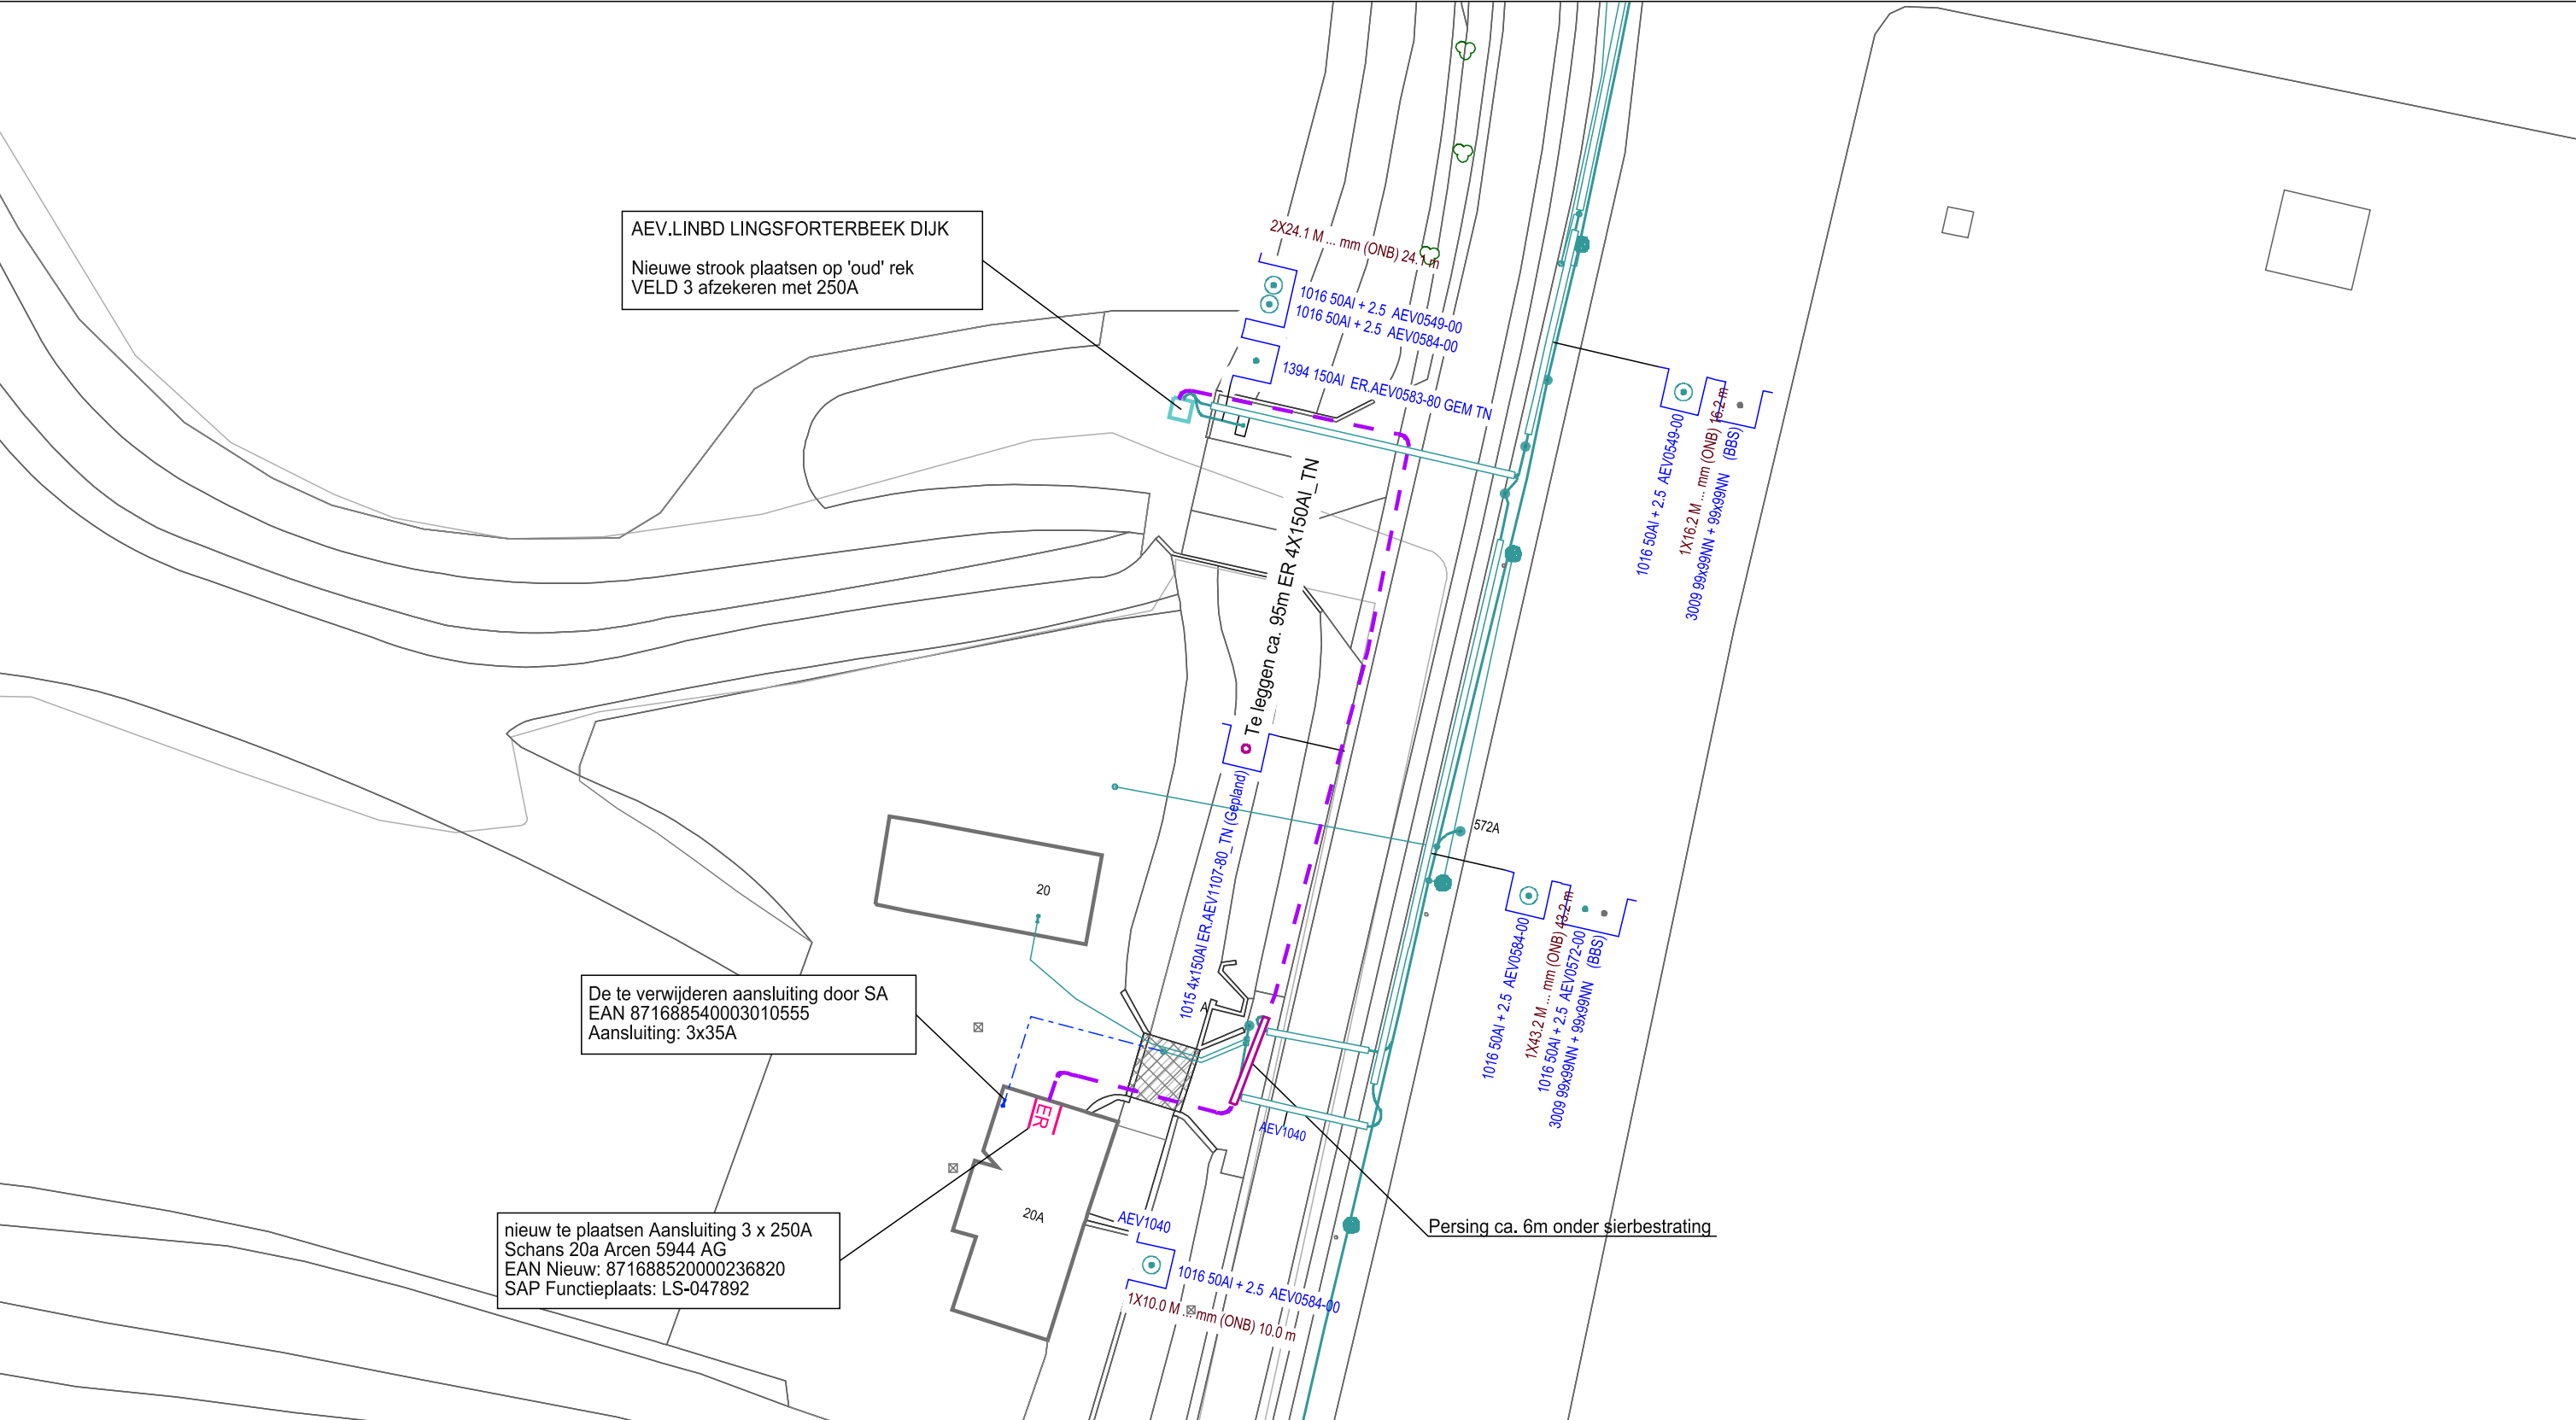 AEV.LINBD LINGSFORTERBEEK DIJK
Nieuwe strook plaatsen op 'oud' rek
VELD 3 afzekeren met 250A
2X24.1 M ... mm (ONB) 24.1 m
1016 50Al + 2.5 AEV0549-00
1016 50Al + 2.5 AEV0584-00
1394 150Al ER.AEV0583-80 GEM TN
1016 50Al + 2.5 AEV0549-00
1X16.2 M ... mm (ONB) 16.2 m
3009 99x99NN + 99x99NN (BBS)
Te leggen ca. 95m ER 4X150Al_TN
1015 4x150Al ER.AEV1107-80_TN (Gepland)
572A
20
1016 50Al + 2.5 AEV0584-00
1X43.2 M ... mm (ONB) 43.2 m
1016 50Al + 2.5 AEV0572-00
3009 99x99NN + 99x99NN (BBS)
De te verwijderen aansluiting door SA
EAN 871688540003010555
Aansluiting: 3x35A
A
ER
AEV1040
20A
nieuw te plaatsen Aansluiting 3 x 250A
Schans 20a Arcen 5944 AG
EAN Nieuw: 871688520000236820
SAP Functieplaats: LS-047892
AEV1040
Persing ca. 6m onder sierbestrating
1016 50Al + 2.5 AEV0584-00
1X10.0 M ... mm (ONB) 10.0 m